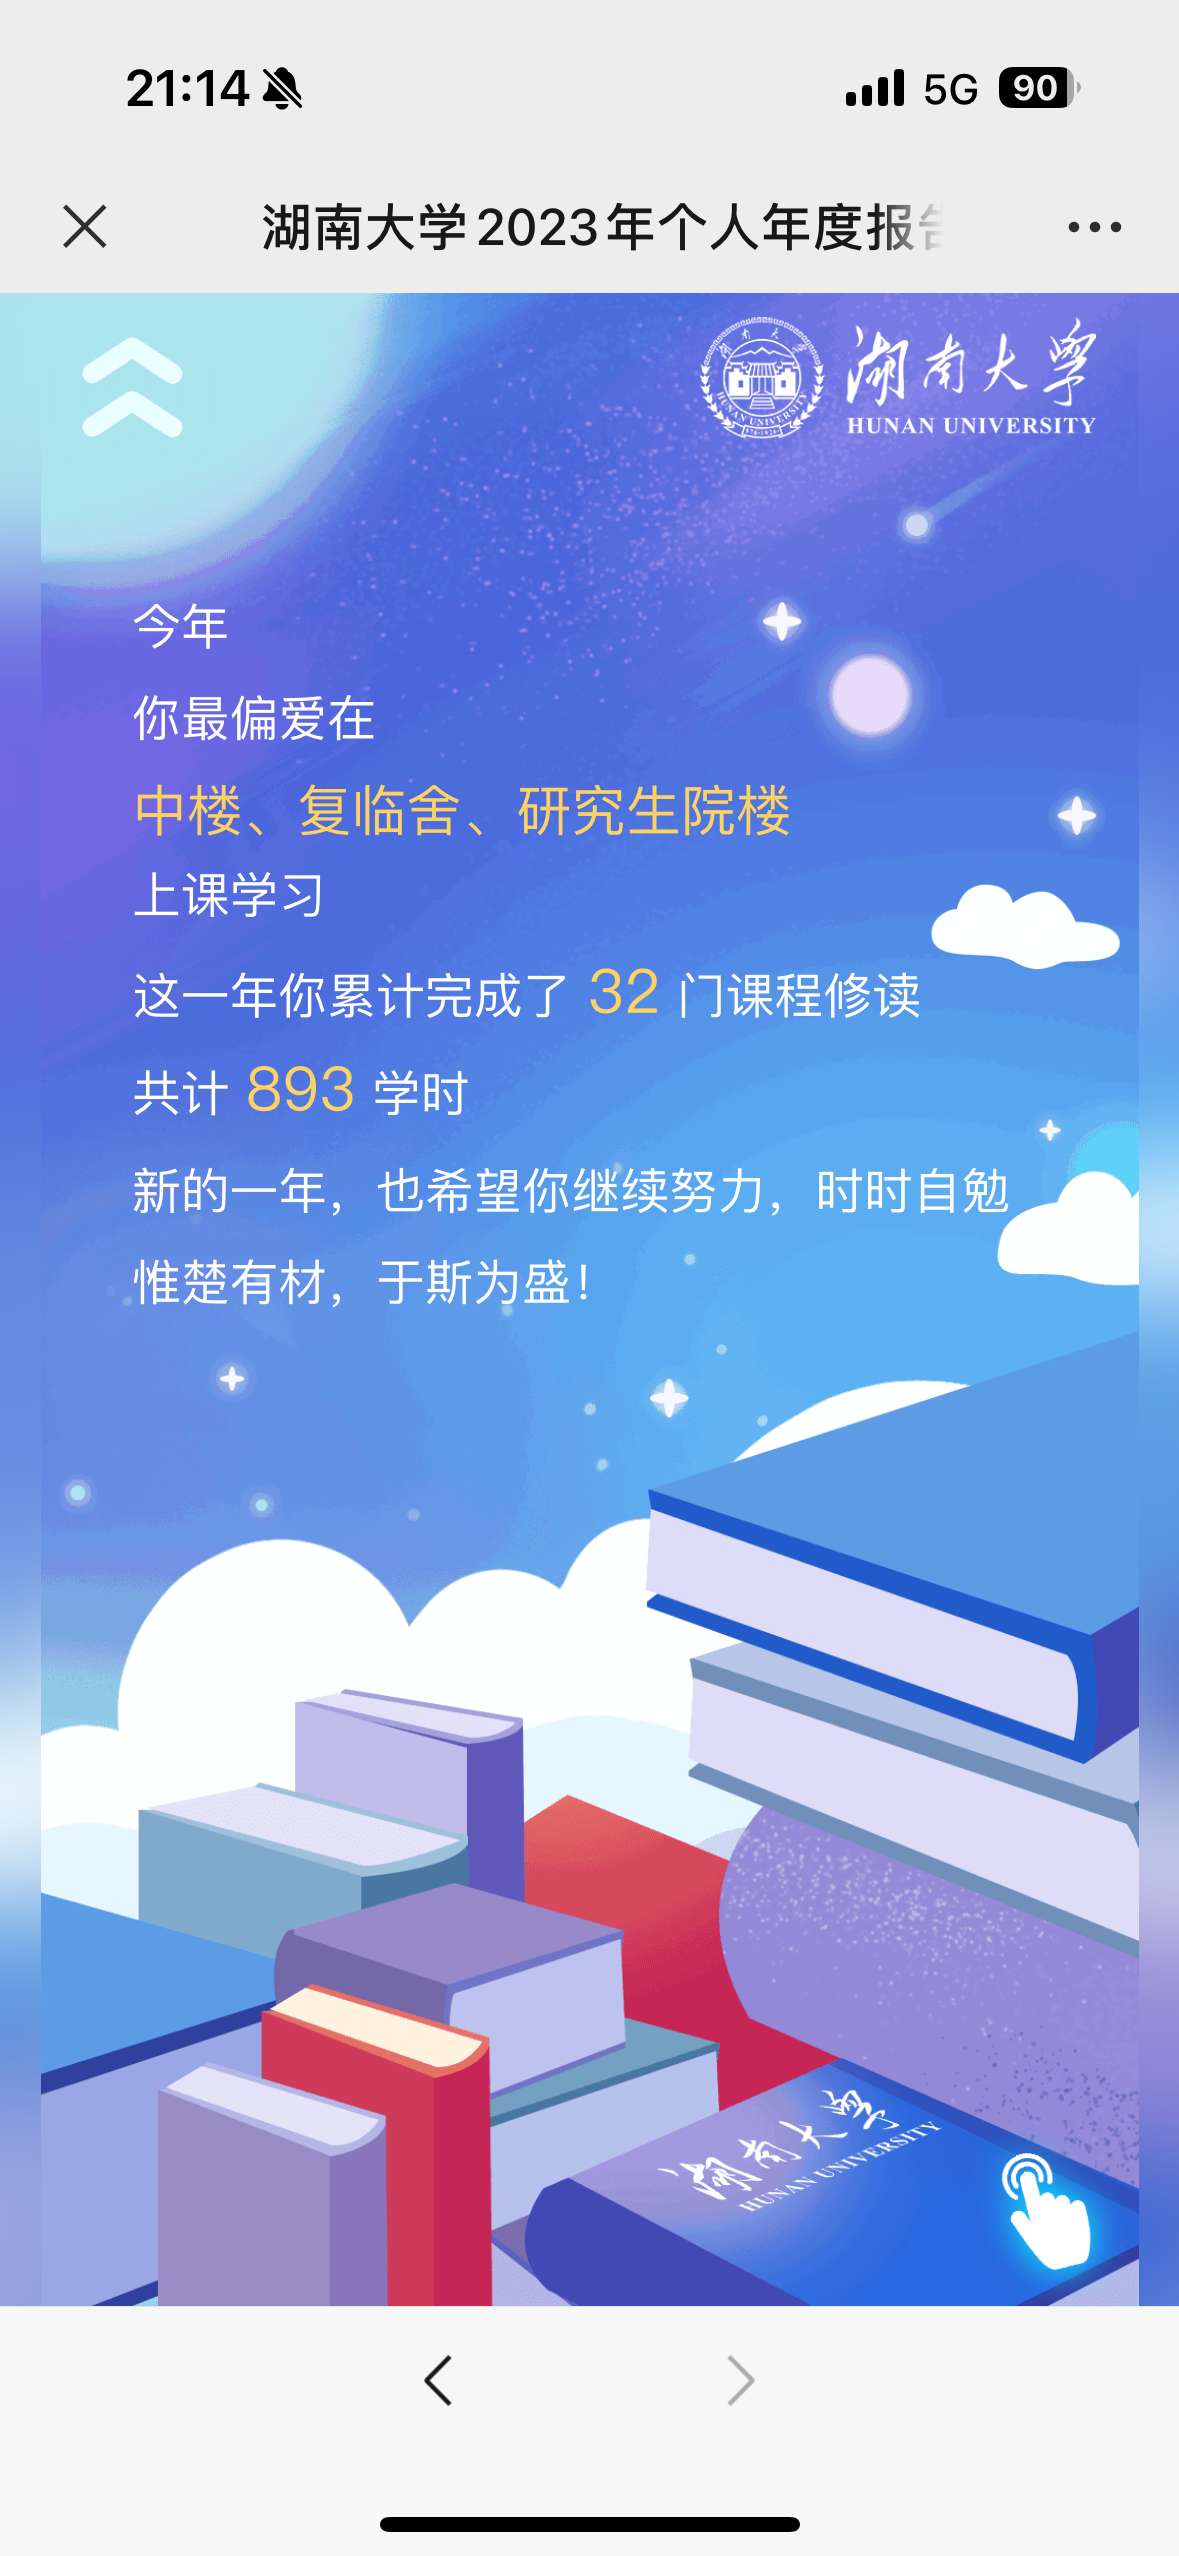 21:14
5G
90
湖南大学2023年个人年度报告
湖南大學
HUNAN UNIVERSITY
今年
你最偏爱在
中楼、复临舍、研究生院楼
上课学习
这一年你累计完成了 32 门课程修读
共计 893 学时
新的一年，也希望你继续努力，时时自勉
惟楚有材，于斯为盛！
湖南大學
HUNAN UNIVERSITY